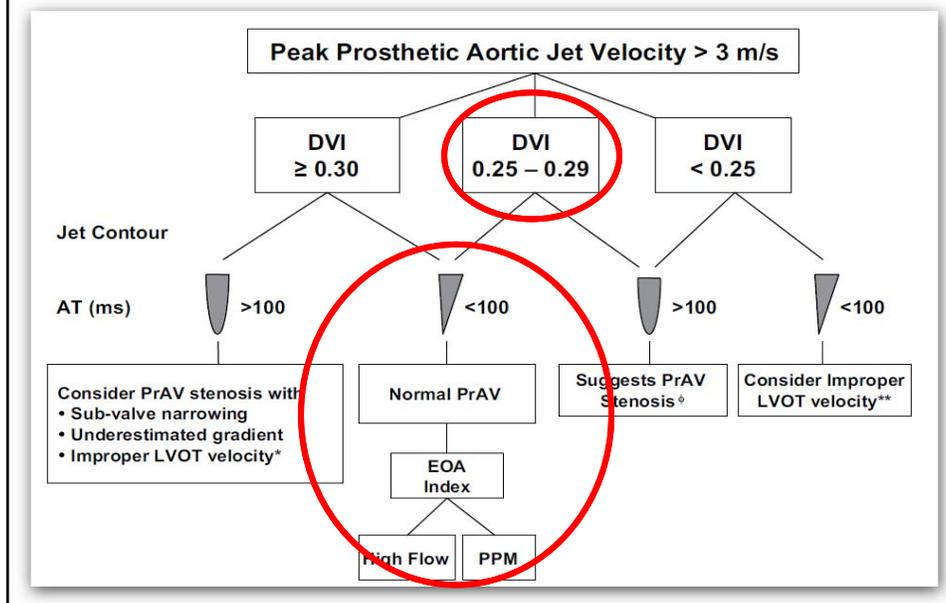 Peak Prosthetic Aortic Jet Velocity > 3 m/s
DVI
≥ 0.30
DVI
0.25 – 0.29
DVI
< 0.25
Jet Contour
AT (ms)
>100
<100
>100
<100
Consider PrAV stenosis with
• Sub-valve narrowing
• Underestimated gradient
• Improper LVOT velocity*
Normal PrAV
Suggests PrAV
Stenosis ᶲ
Consider Improper
LVOT velocity**
EOA
Index
High Flow
PPM